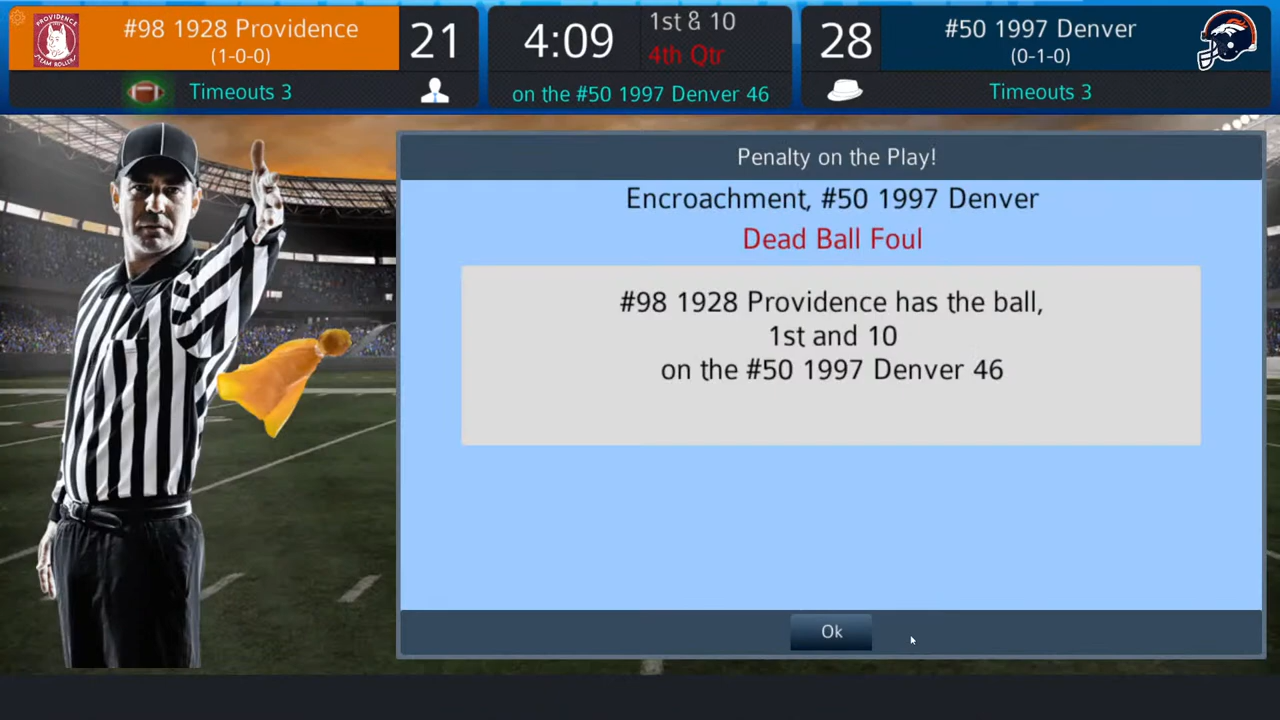 #98 1928 Providence
(1-0-0)
Timeouts 3
21
4:09
1st & 10
4th Qtr
on the #50 1997 Denver 46
28
#50 1997 Denver
(0-1-0)
Timeouts 3
PROVIDENCE
STEAM ROLLER
Penalty on the Play!
Encroachment, #50 1997 Denver
Dead Ball Foul
#98 1928 Providence has the ball,
1st and 10
on the #50 1997 Denver 46
Ok